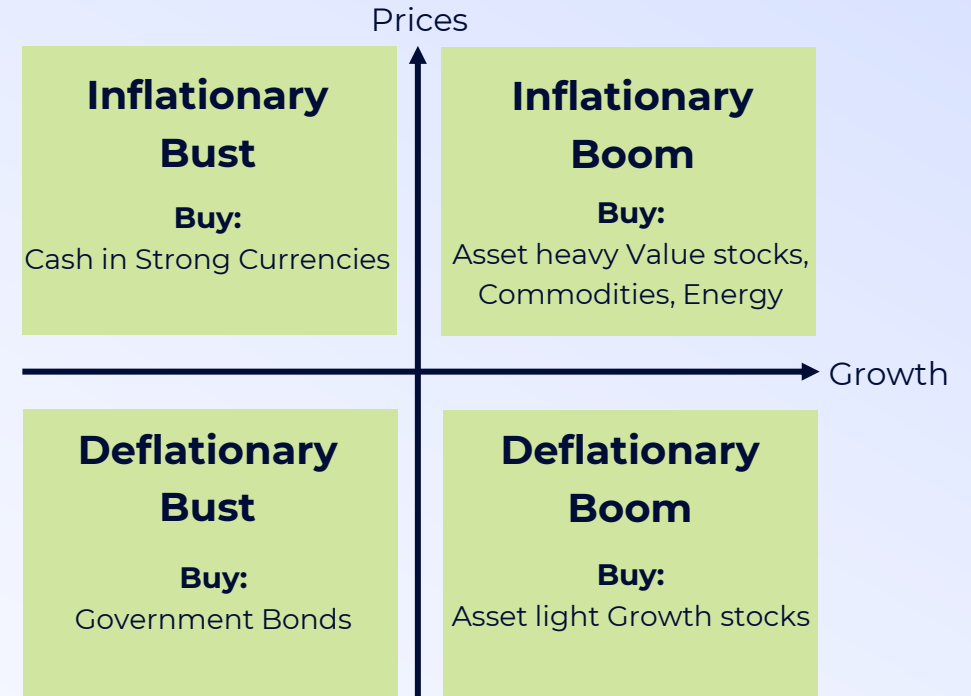 Prices
Inflationary
Bust
Buy:
Cash in Strong Currencies
Inflationary
Boom
Buy:
Asset heavy Value stocks,
Commodities, Energy
Growth
Deflationary
Bust
Buy:
Government Bonds
Deflationary
Boom
Buy:
Asset light Growth stocks